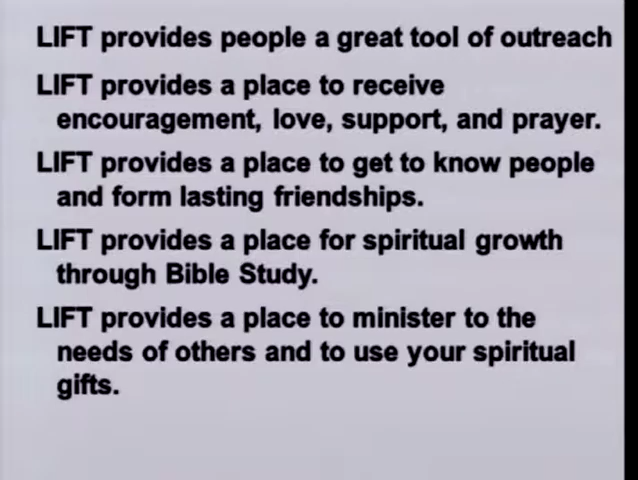 LIFT provides people a great tool of outreach
LIFT provides a place to receive
encouragement, love, support, and prayer.
LIFT provides a place to get to know people
and form lasting friendships.
LIFT provides a place for spiritual growth
through Bible Study.
LIFT provides a place to minister to the
needs of others and to use your spiritual
gifts.